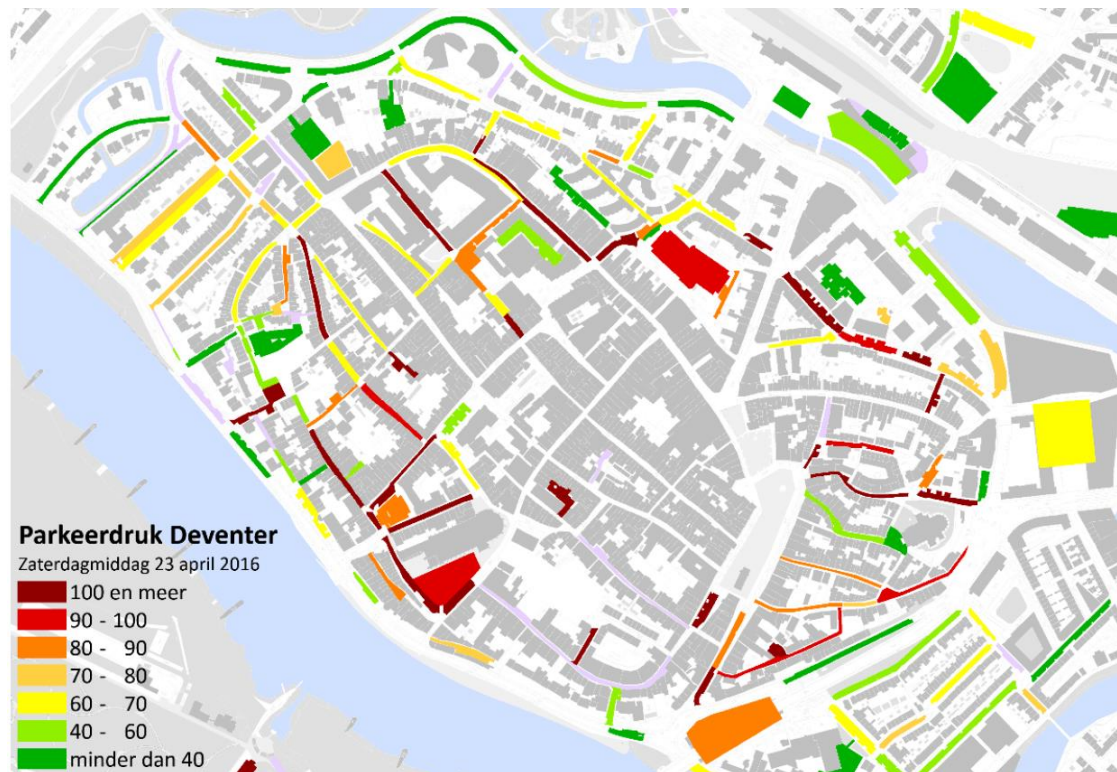 Parkeerdruk Deventer
Zaterdagmiddag 23 april 2016
100 en meer
90 - 100
80 - 90
70 - 80
60 - 70
40 - 60
minder dan 40